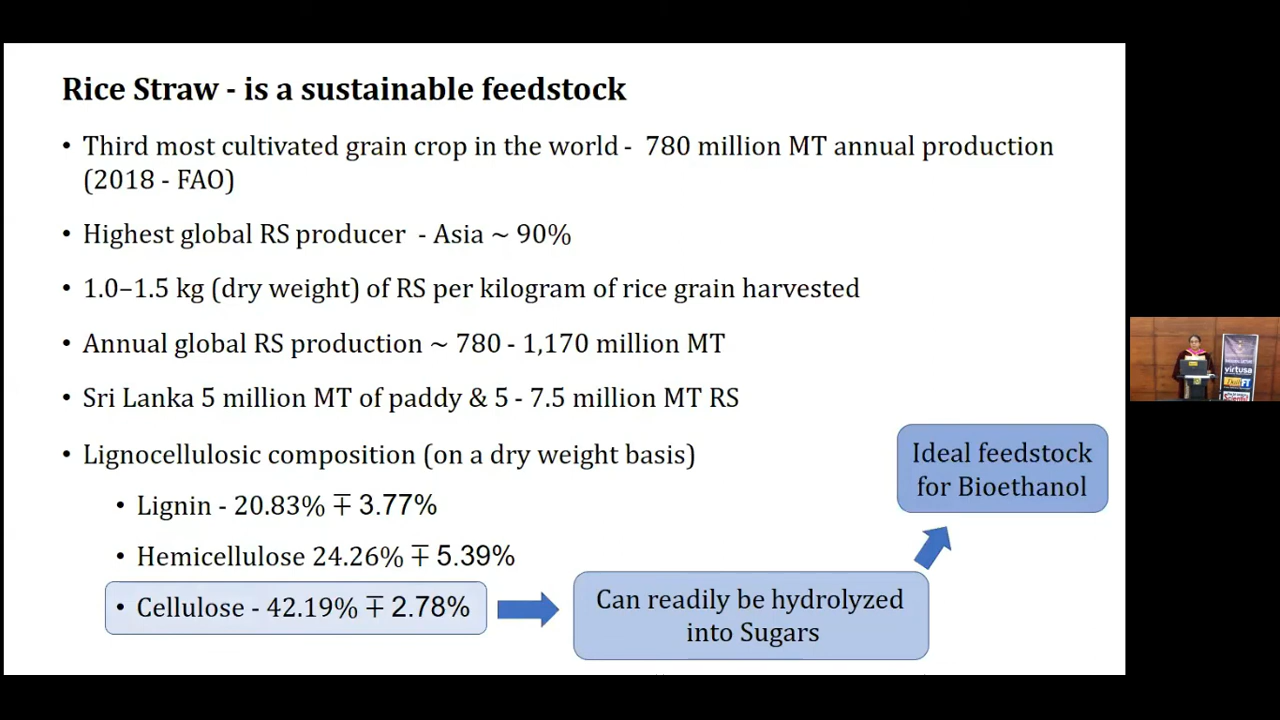 Rice Straw - is a sustainable feedstock
• Third most cultivated grain crop in the world - 780 million MT annual production
(2018 - FAO)
• Highest global RS producer - Asia ~ 90%
• 1.0–1.5 kg (dry weight) of RS per kilogram of rice grain harvested
• Annual global RS production ~ 780 - 1,170 million MT
• Sri Lanka 5 million MT of paddy & 5 - 7.5 million MT RS
• Lignocellulosic composition (on a dry weight basis)
• Lignin - 20.83% ∓ 3.77%
• Hemicellulose 24.26% ∓ 5.39%
• Cellulose - 42.19% ∓ 2.78%
Can readily be hydrolyzed
into Sugars
Ideal feedstock
for Bioethanol
virtusa